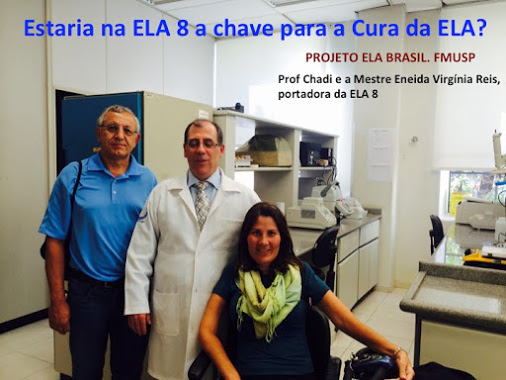 Estaria na ELA 8 a chave para a Cura da ELA?
PROJETO ELA BRASIL. FMUSP
Prof Chadi e a Mestre Eneida Virgínia Reis,
portadora da ELA 8